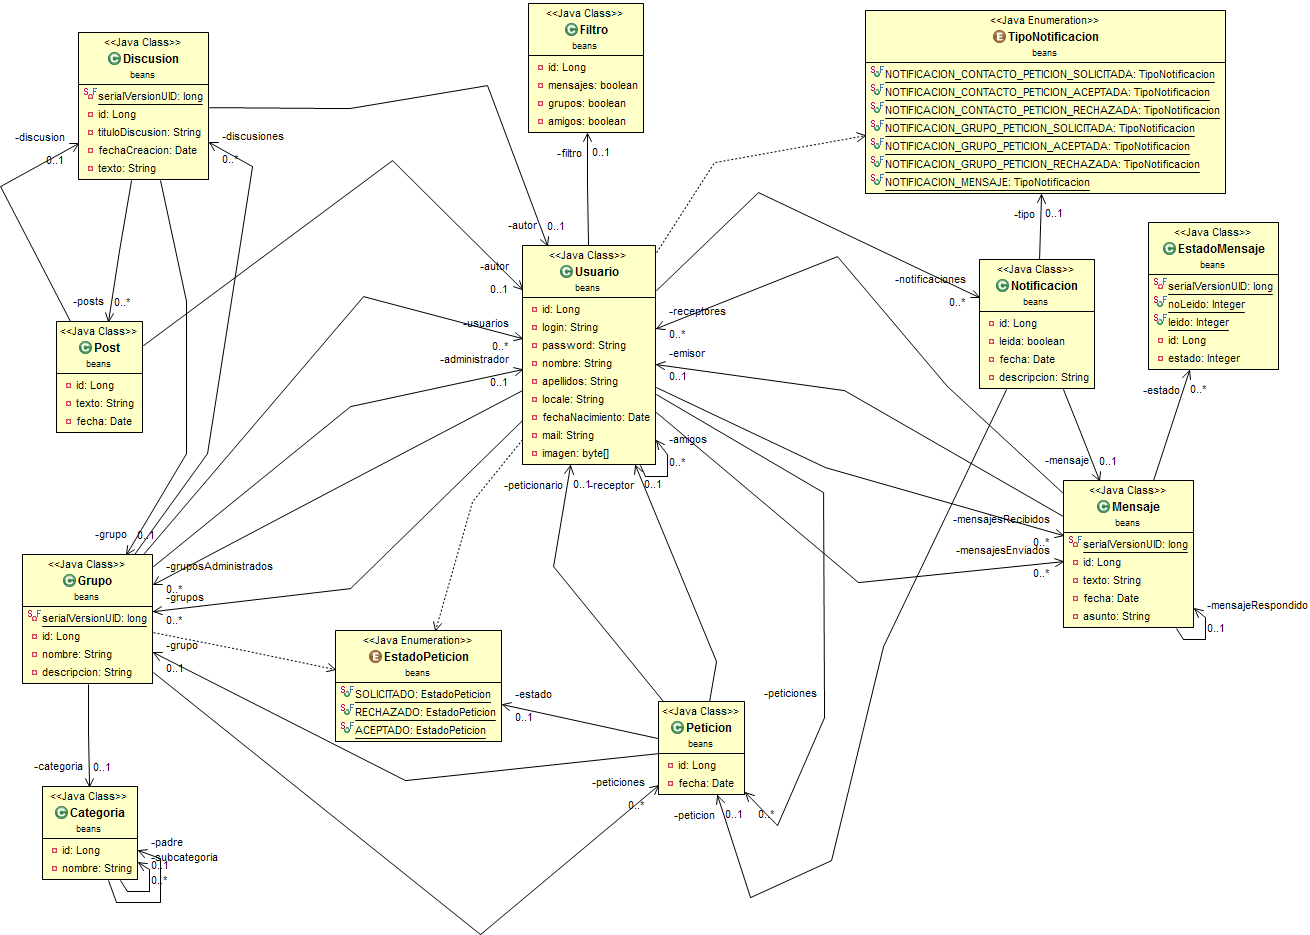 <<Java Class>>
Discusion
beans
serialVersionUID: long
id: Long
tituloDiscusion: String
fechaCreacion: Date
texto: String
<<Java Class>>
Filtro
beans
id: Long
mensajes: boolean
grupos: boolean
amigos: boolean
<<Java Enumeration>>
TipoNotificacion
beans
NOTIFICACION_CONTACTO_PETICION_SOLICITADA: TipoNotificacion
NOTIFICACION_CONTACTO_PETICION_ACEPTADA: TipoNotificacion
NOTIFICACION_CONTACTO_PETICION_RECHAZADA: TipoNotificacion
NOTIFICACION_GRUPO_PETICION_SOLICITADA: TipoNotificacion
NOTIFICACION_GRUPO_PETICION_ACEPTADA: TipoNotificacion
NOTIFICACION_GRUPO_PETICION_RECHAZADA: TipoNotificacion
NOTIFICACION_MENSAJE: TipoNotificacion
-discusion
0..1
-discusiones
0..*
-filtro
0..1
-tipo
0..1
-autor
0..1
-autor
0..1
<<Java Class>>
Usuario
beans
id: Long
login: String
password: String
nombre: String
apellidos: String
locale: String
fechaNacimiento: Date
mail: String
imagen: byte[]
<<Java Class>>
EstadoMensaje
beans
serialVersionUID: long
noLeido: Integer
leido: Integer
id: Long
estado: Integer
-notificaciones
0..*
<<Java Class>>
Notificacion
beans
id: Long
leida: boolean
fecha: Date
descripcion: String
-posts
0..*
<<Java Class>>
Post
beans
id: Long
texto: String
fecha: Date
-usuarios
0..*
-administrador
0..1
-receptores
0..*
-emisor
0..1
-estado
0..*
-amigos
0..*
0..1
-peticionario
0..1
-receptor
-mensaje
0..1
<<Java Class>>
Mensaje
beans
serialVersionUID: long
id: Long
texto: String
fecha: Date
asunto: String
-mensajesRecibidos
0..*
-mensajesEnviados
0..*
-mensajeRespondido
0..1
-grupo
0..1
<<Java Class>>
Grupo
beans
serialVersionUID: long
id: Long
nombre: String
descripcion: String
-gruposAdministrados
0..*
-grupos
0..*
-grupo
0..1
<<Java Enumeration>>
EstadoPeticion
beans
SOLICITADO: EstadoPeticion
RECHAZADO: EstadoPeticion
ACEPTADO: EstadoPeticion
-estado
0..1
-peticiones
<<Java Class>>
Peticion
beans
id: Long
fecha: Date
-peticiones
0..*
-peticion
0..1
0..*
-categoria
0..1
<<Java Class>>
Categoria
beans
id: Long
nombre: String
-padre
0..1
-subcategoria
0..*